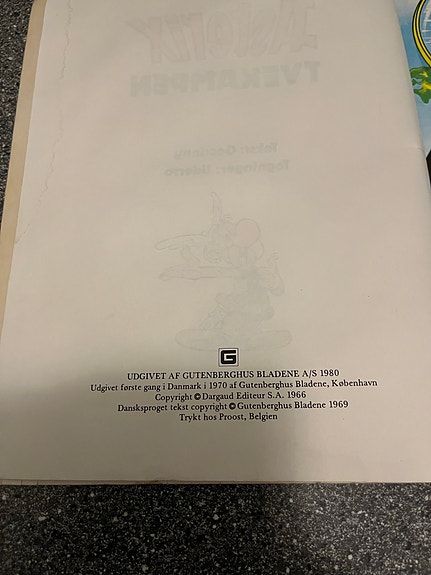 Asterix
TVEKAMPEN
Tekst: Goscinny
Tegninger: Uderzo
G
UDGIVET AF GUTENBERGHUS BLADENE A/S 1980
Udgivet første gang i Danmark i 1970 af Gutenberghus Bladene, København
Copyright © Dargaud Editeur S.A. 1966
Dansksproget tekst copyright © Gutenberghus Bladene 1969
Trykt hos Proost, Belgien